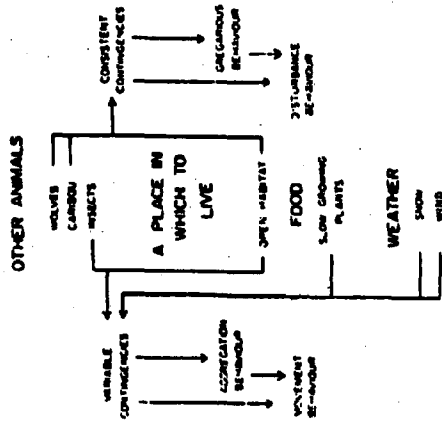 OTHER ANIMALS
WOLVES
CARIBOU
INSECTS
A PLACE IN
WHICH TO
LIVE
OPEN HABITAT
FOOD
SLOW GROWING
PLANTS
WEATHER
SNOW
WIND
CONSISTENT
CONTINGENCIES
GREGARIOUS
BEHAVIOUR
DISTURBANCE
BEHAVIOUR
VARIABLE
CONTINGENCIES
AGGREGATION
BEHAVIOUR
MOVEMENT
BEHAVIOUR